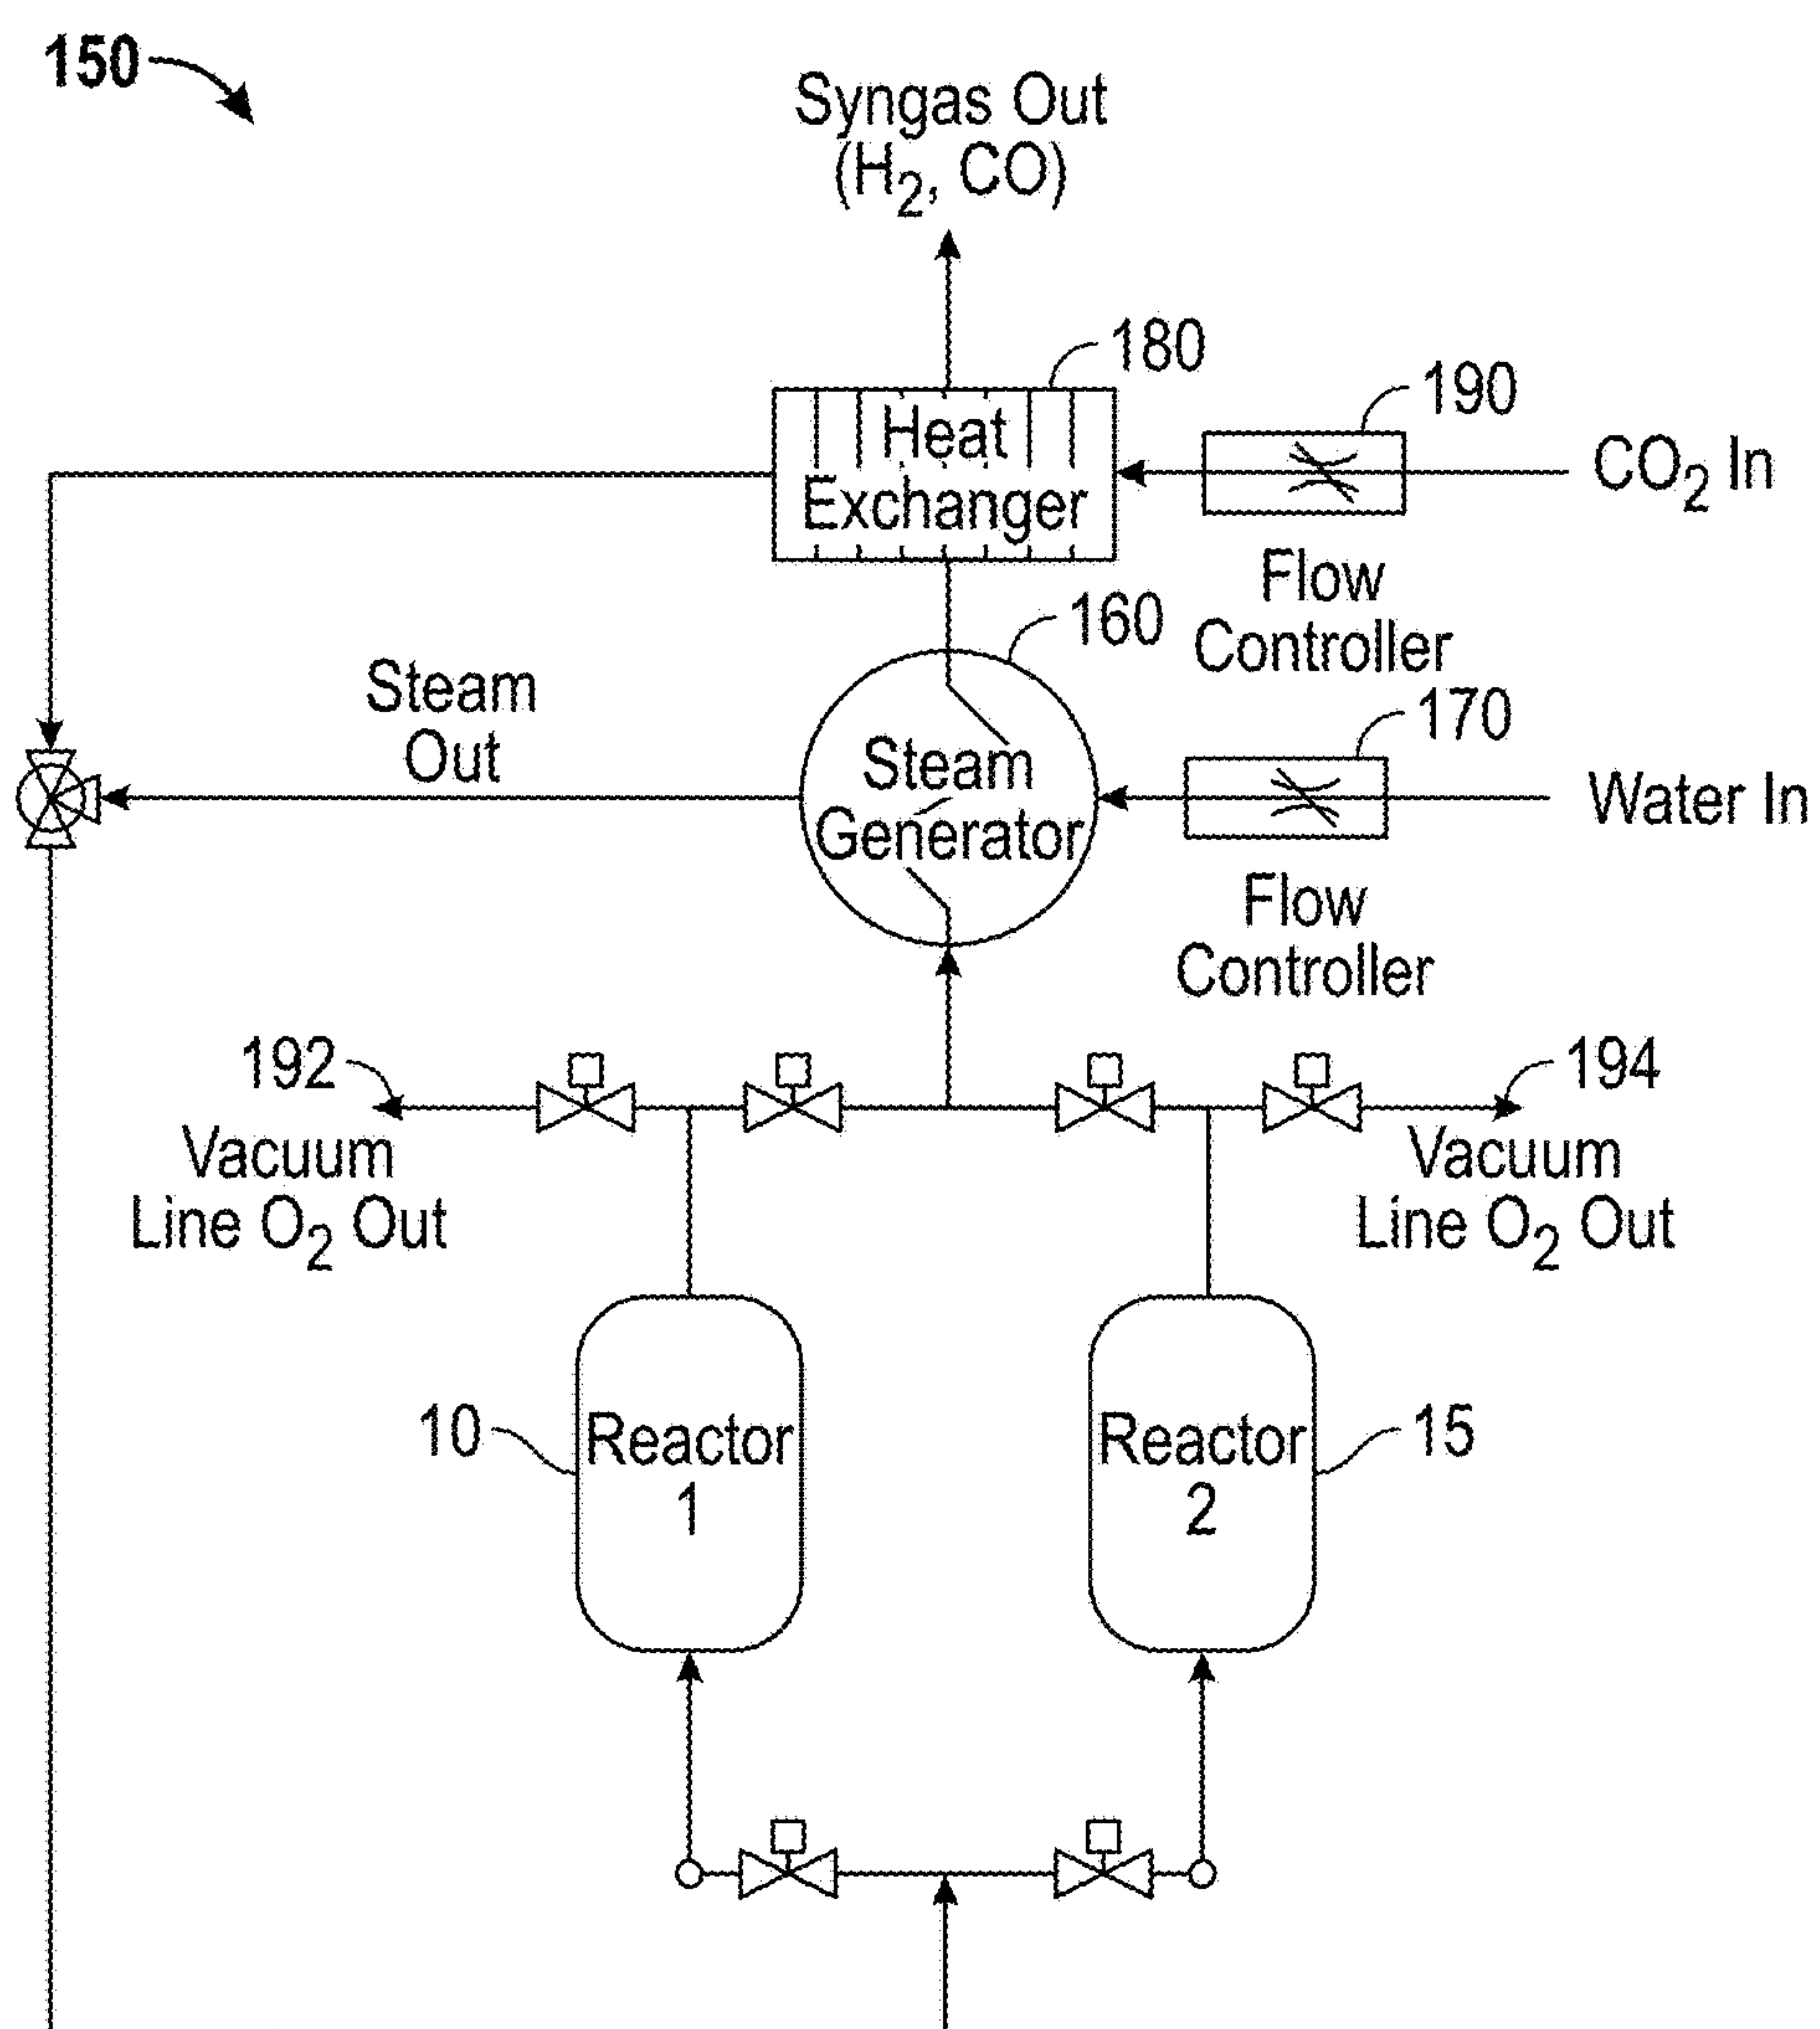 150
Syngas Out
(H2, CO)
180
190
Heat
Exchanger
CO2 In
Flow
Controller
160
170
Steam
Out
Steam
Generator
Water In
Flow
Controller
192
194
Vacuum
Line O2 Out
Vacuum
Line O2 Out
10
Reactor
1
Reactor
2
15